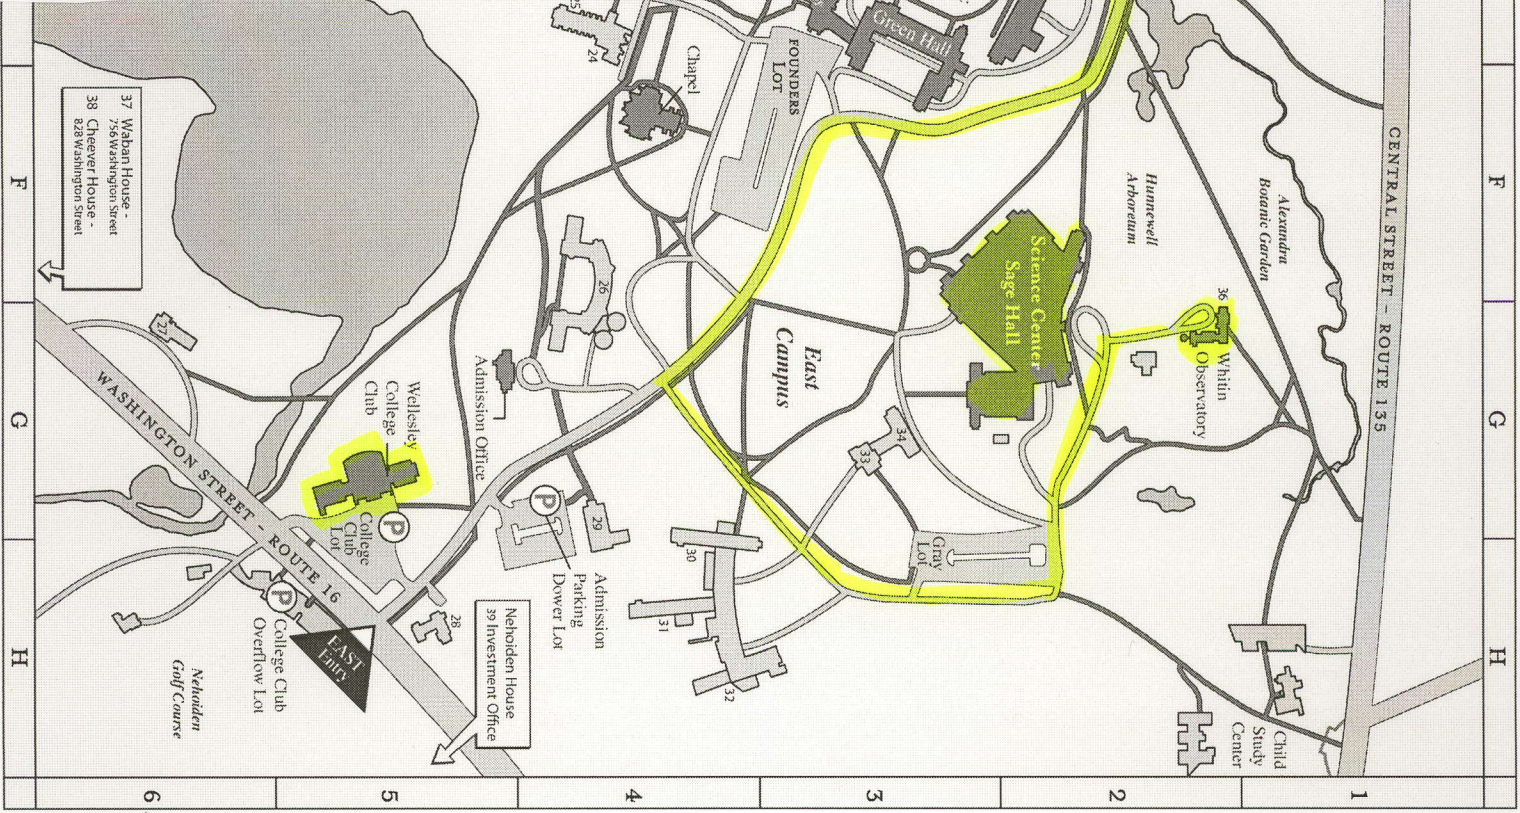 F
G
H
CENTRAL STREET – ROUTE 135
1
Alexandra
Botanic Garden
Child
Study
Center
36
Whitin
Observatory
Hunnewell
Arboretum
2
Science Center
Sage Hall
Green Hall
34
33
Gray
Lot
3
FOUNDERS
LOT
East
Campus
30
31
32
Chapel
24
26
29
Admission
Parking
Dower Lot
P
4
Admission Office
Nehoiden House
39 Investment Office
28
Wellesley
College
Club
P
College
Club
Lot
5
EAST
Entry
P
College Club
Overflow Lot
WASHINGTON STREET – ROUTE 16
27
Nehoiden
Golf Course
37 Waban House -
756 Washington Street
38 Cheever House -
828 Washington Street
6
F
G
H